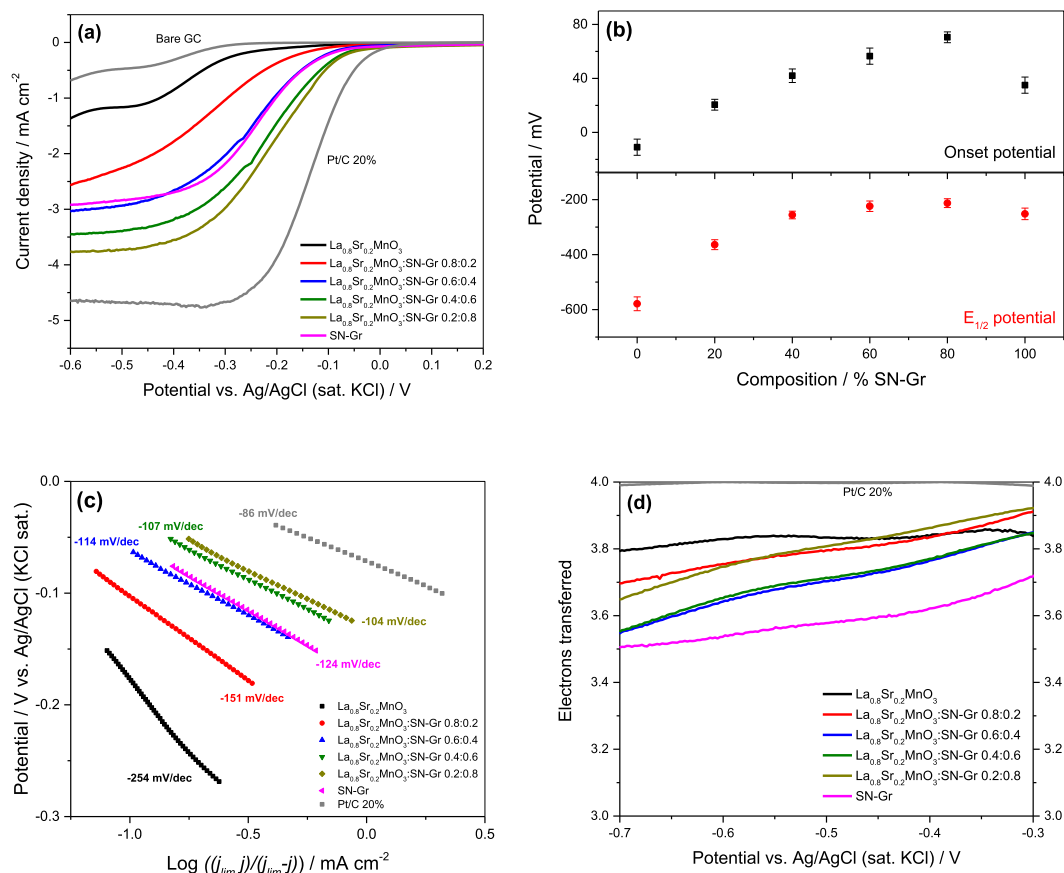 (a)
Bare GC
Pt/C 20%
La0.8Sr0.2MnO3
La0.8Sr0.2MnO3:SN-Gr 0.8:0.2
La0.8Sr0.2MnO3:SN-Gr 0.6:0.4
La0.8Sr0.2MnO3:SN-Gr 0.4:0.6
La0.8Sr0.2MnO3:SN-Gr 0.2:0.8
SN-Gr
0
-1
-2
-3
-4
-5
Current density / mA cm-2
-0.6 -0.5 -0.4 -0.3 -0.2 -0.1 0.0 0.1 0.2
Potential vs. Ag/AgCl (sat. KCl) / V
(b)
80
40
0
Onset potential
-200
-400
-600
E1/2 potential
Potential / mV
0 20 40 60 80 100
Composition / % SN-Gr
(c)
-86 mV/dec
-107 mV/dec
-114 mV/dec
-104 mV/dec
-124 mV/dec
-151 mV/dec
-254 mV/dec
La0.8Sr0.2MnO3
La0.8Sr0.2MnO3:SN-Gr 0.8:0.2
La0.8Sr0.2MnO3:SN-Gr 0.6:0.4
La0.8Sr0.2MnO3:SN-Gr 0.4:0.6
La0.8Sr0.2MnO3:SN-Gr 0.2:0.8
SN-Gr
Pt/C 20%
0.0
-0.1
-0.2
-0.3
Potential / V vs. Ag/AgCl (KCl sat.)
-1.0 -0.5 0.0 0.5
Log ((jlim.j)/(jlim-j)) / mA cm-2
(d)
Pt/C 20%
La0.8Sr0.2MnO3
La0.8Sr0.2MnO3:SN-Gr 0.8:0.2
La0.8Sr0.2MnO3:SN-Gr 0.6:0.4
La0.8Sr0.2MnO3:SN-Gr 0.4:0.6
La0.8Sr0.2MnO3:SN-Gr 0.2:0.8
SN-Gr
4.0
3.8
3.6
3.4
3.2
3.0
4.0
3.8
3.6
3.4
3.2
3.0
Electrons transferred
-0.7 -0.6 -0.5 -0.4 -0.3
Potential vs. Ag/AgCl (sat. KCl) / V